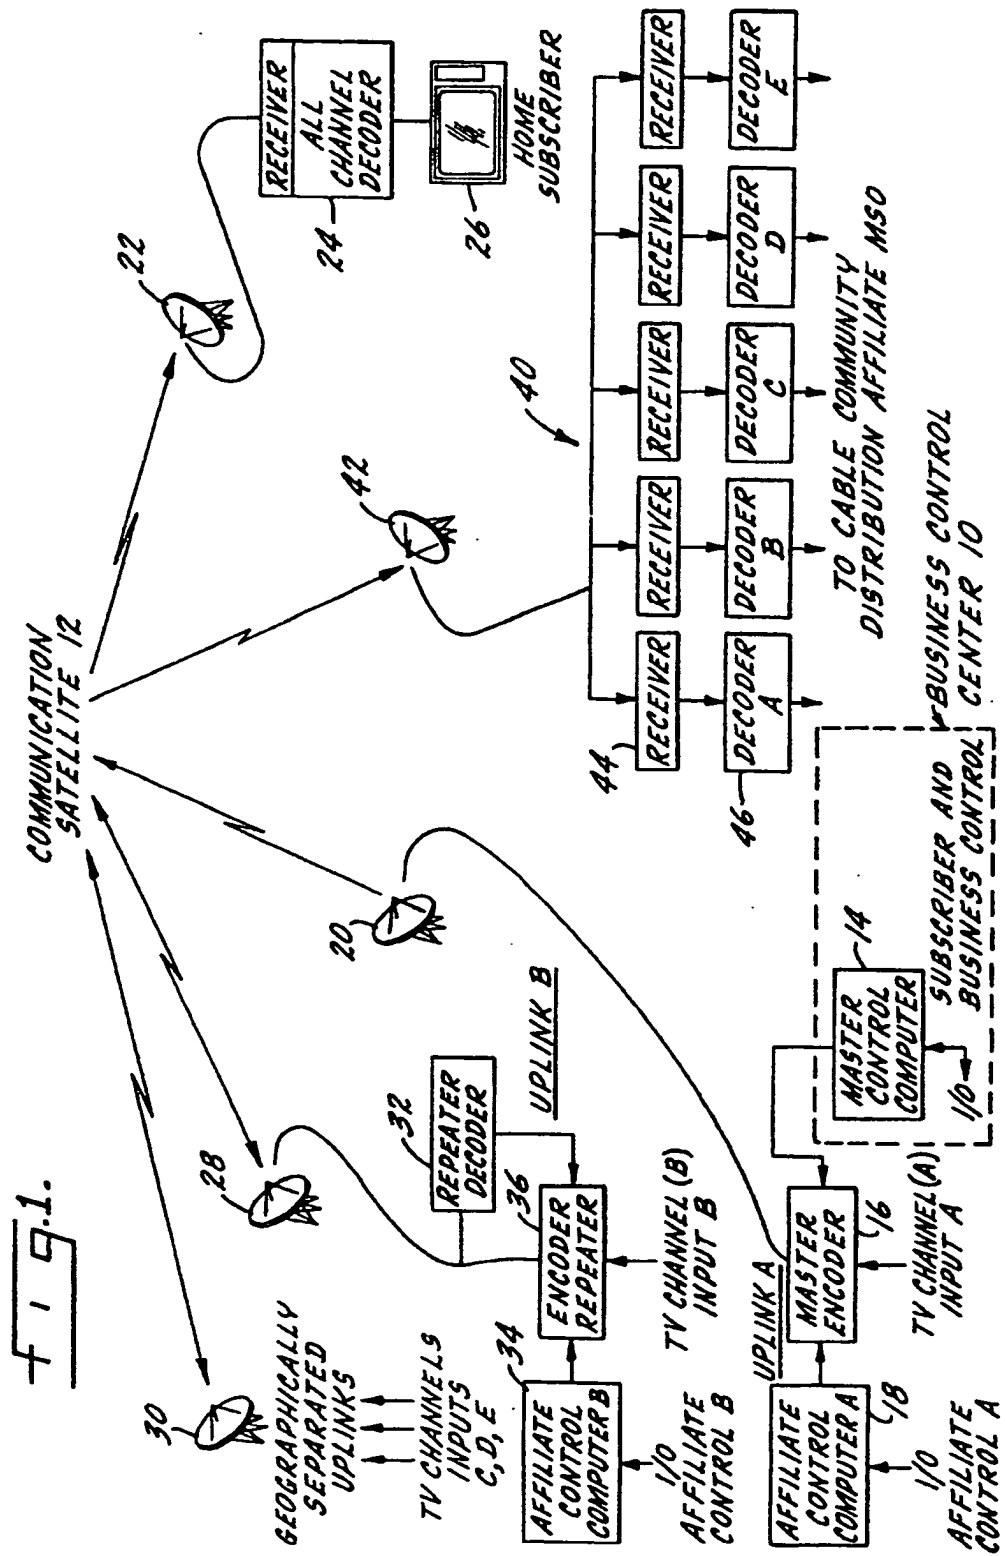 Fig.1.
COMMUNICATION
SATELLITE 12
30
28
20
42
22
GEOGRAPHICALLY
SEPARATED
UPLINKS
TV CHANNELS
INPUTS
C,D,E
34
AFFILIATE
CONTROL
COMPUTER B
I/O
AFFILIATE
CONTROL B
36
ENCODER
REPEATER
32
REPEATER
DECODER
UPLINK B
TV CHANNEL (B)
INPUT B
UPLINK A
AFFILIATE
CONTROL
COMPUTER A
18
I/O
AFFILIATE
CONTROL A
MASTER
ENCODER
16
TV CHANNEL (A)
INPUT A
MASTER
CONTROL
COMPUTER
14
I/O
SUBSCRIBER AND
BUSINESS CONTROL
BUSINESS CONTROL
CENTER 10
RECEIVER
ALL
CHANNEL
DECODER
24
26
HOME
SUBSCRIBER
40
44
RECEIVER
RECEIVER
RECEIVER
RECEIVER
RECEIVER
46
DECODER
A
DECODER
B
DECODER
C
DECODER
D
DECODER
E
TO CABLE COMMUNITY
DISTRIBUTION AFFILIATE MSO